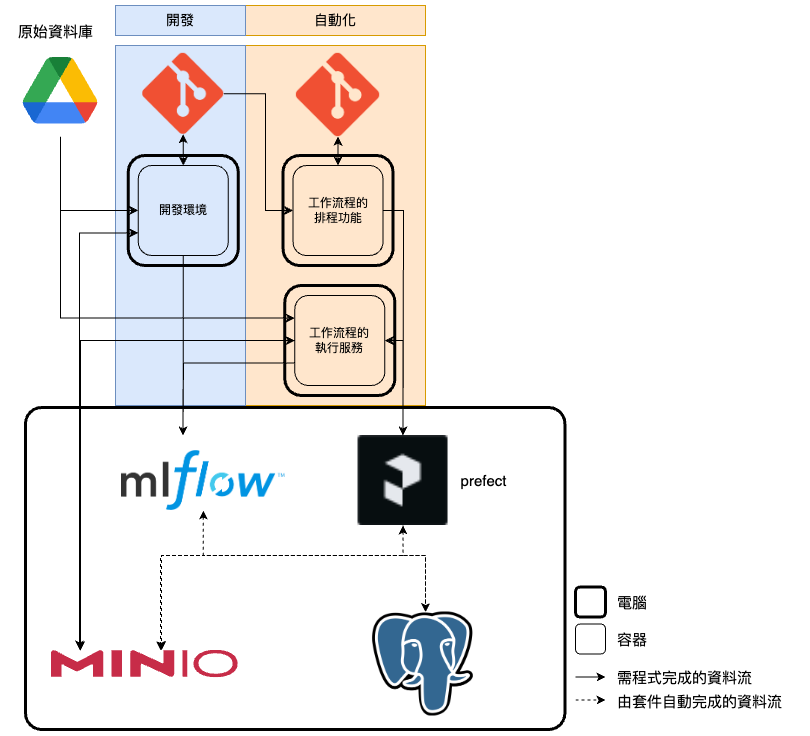 開發
自動化
原始資料庫
開發環境
工作流程的
排程功能
工作流程的
執行服務
mlflow™
prefect
MINIO
電腦
容器
需程式完成的資料流
由套件自動完成的資料流